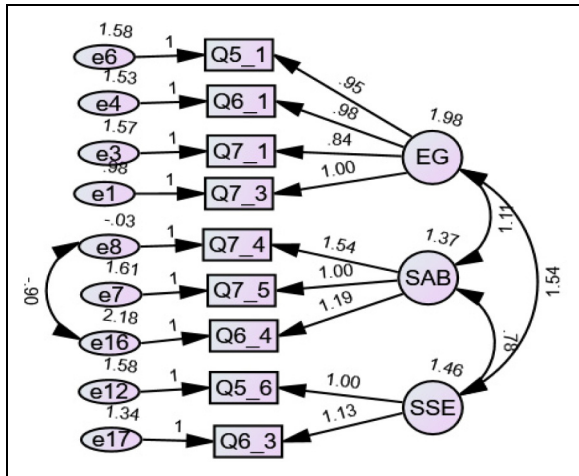 1.58
e6 1 Q5_1
1.53 .95
e4 1 Q6_1 .98 1.98
1.57
e3 1 Q7_1 .84 EG
.98 1.00
e1 1 Q7_3
-.03 1.11
e8 1 Q7_4 1.54 1.37
1.61 SAB 1.54
-.90 e7 1 Q7_5 1.00
2.18 1.19
e16 1 Q6_4
1.58 .78
e12 1 Q5_6 1.00 1.46
1.34 SSE
e17 1 Q6_3 1.13